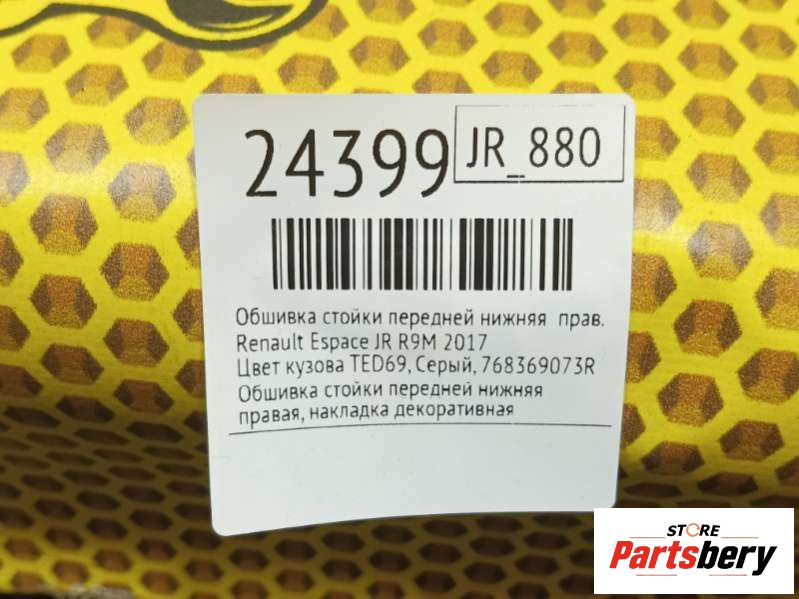 24399
JR_880
Обшивка стойки передней нижняя прав.
Renault Espace JR R9M 2017
Цвет кузова TED69, Серый, 768369073R
Обшивка стойки передней нижняя
правая, накладка декоративная
STORE
Partsbery